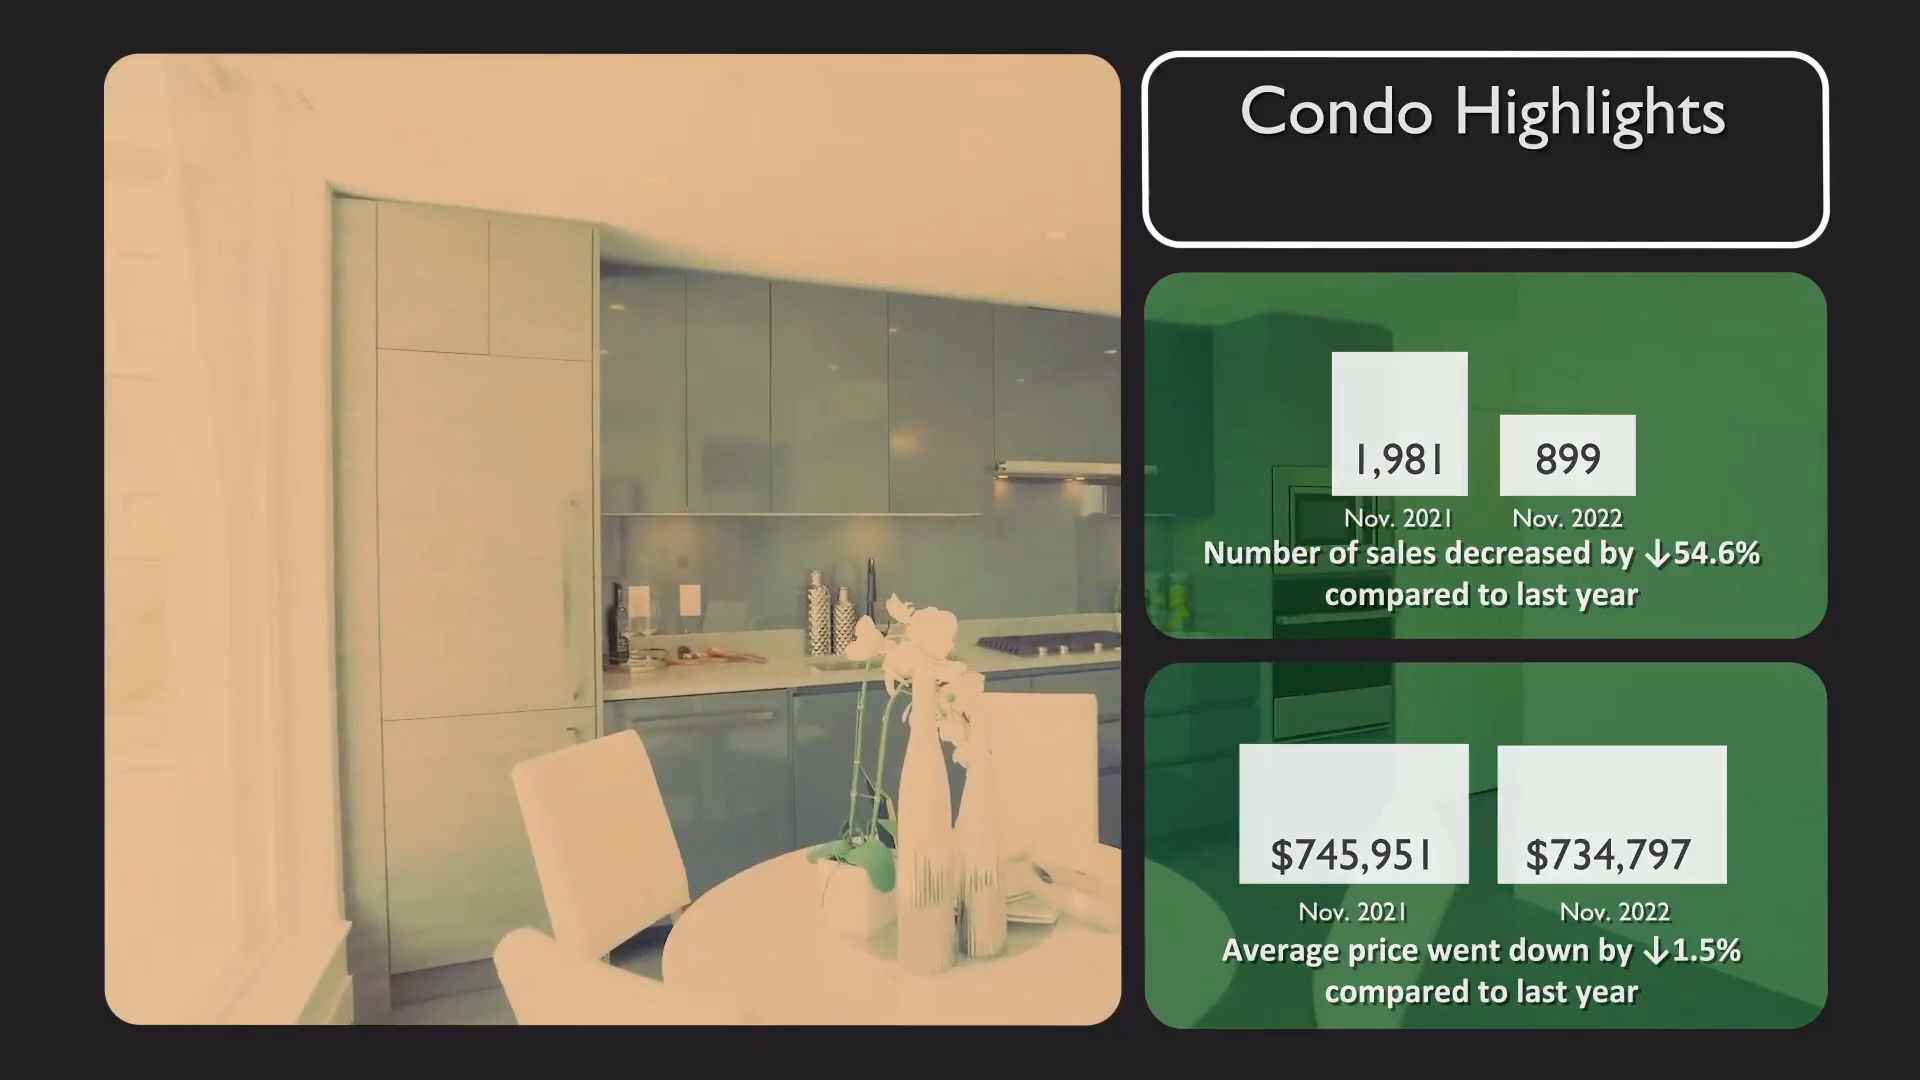 Condo Highlights
1,981
899
Nov. 2021
Nov. 2022
Number of sales decreased by ↓54.6%
compared to last year
$745,951
$734,797
Nov. 2021
Nov. 2022
Average price went down by ↓1.5%
compared to last year